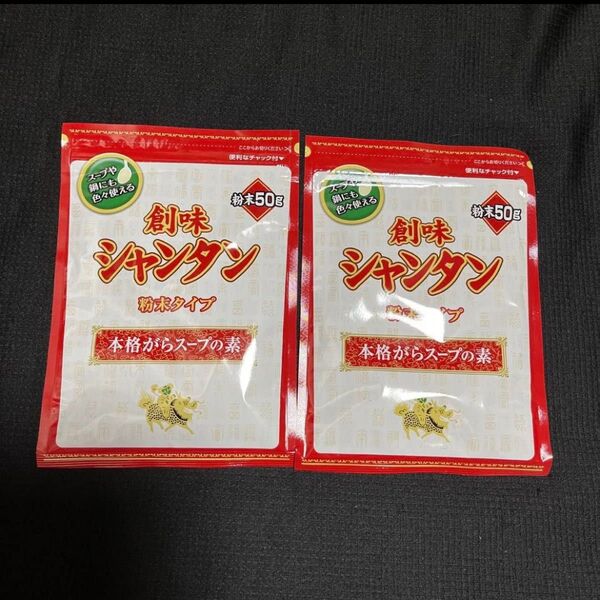 ここからお切りください
便利なチャック付▼
スープや
鍋にも
色々使える
粉末50g
創味
シャンタン
粉末タイプ
本格がらスープの素
ここからお切りください
便利なチャック付▼
スープや
鍋にも
色々使える
粉末50g
創味
シャンタン
粉末タイプ
本格がらスープの素